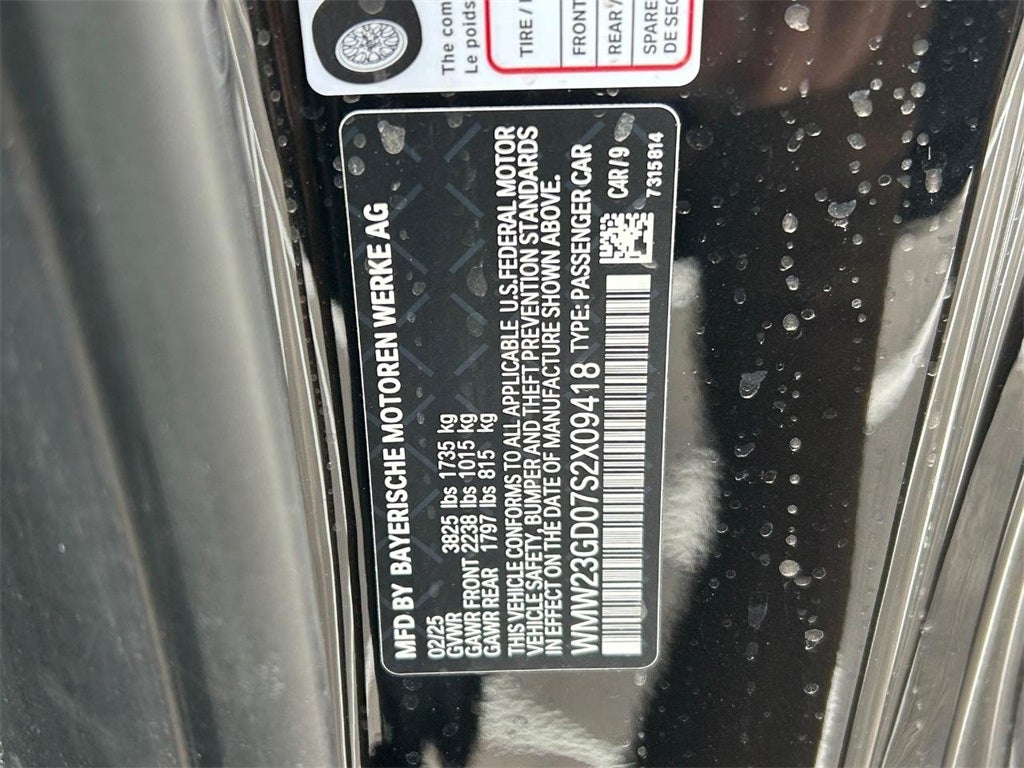 The com
Le poids
TIRE /
FRONT
REAR /
SPARE
DE SEC
MFD BY BAYERISCHE MOTOREN WERKE AG
02/25
GVWR 3825 lbs 1735 kg
GAWR FRONT 2238 lbs 1015 kg
GAWR REAR 1797 lbs 815 kg
THIS VEHICLE CONFORMS TO ALL APPLICABLE U.S.FEDERAL MOTOR
VEHICLE SAFETY, BUMPER AND THEFT PREVENTION STANDARDS
IN EFFECT ON THE DATE OF MANUFACTURE SHOWN ABOVE.
WMW23GD07S2X09418 TYPE: PASSENGER CAR
C4R/9
7315814